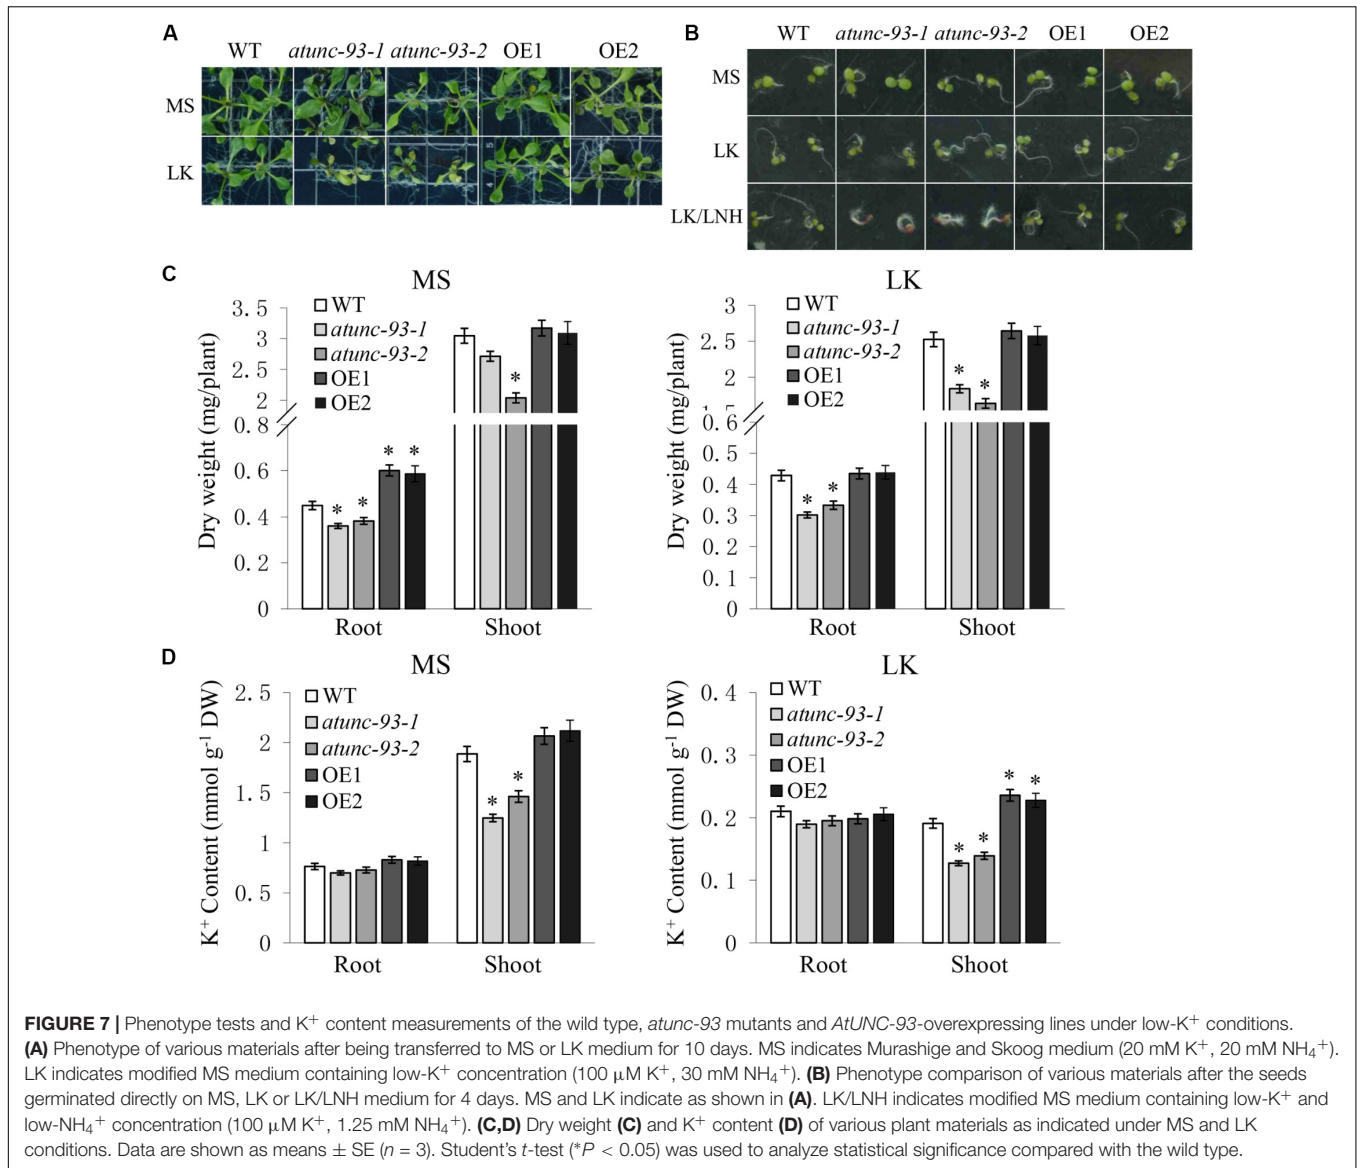 A
WT atunc-93-1 atunc-93-2 OE1 OE2
MS
LK
B
WT atunc-93-1 atunc-93-2 OE1 OE2
MS
LK
LK/LNH
C
MS
Dry weight (mg/plant)
3.5
3
2.5
2
0.8
0.6
0.4
0.2
0
WT
atunc-93-1
atunc-93-2
OE1
OE2
* * * * *
Root Shoot
LK
Dry weight (mg/plant)
3
2.5
2
1.5
0.6
0.5
0.4
0.3
0.2
0.1
0
WT
atunc-93-1
atunc-93-2
OE1
OE2
* * * *
Root Shoot
D
MS
K⁺ Content (mmol g⁻¹ DW)
2.5
2
1.5
1
0.5
0
WT
atunc-93-1
atunc-93-2
OE1
OE2
* *
Root Shoot
LK
K⁺ Content (mmol g⁻¹ DW)
0.4
0.3
0.2
0.1
0
WT
atunc-93-1
atunc-93-2
OE1
OE2
* * * *
Root Shoot
FIGURE 7 | Phenotype tests and K⁺ content measurements of the wild type, atunc-93 mutants and AtUNC-93-overexpressing lines under low-K⁺ conditions.
(A) Phenotype of various materials after being transferred to MS or LK medium for 10 days. MS indicates Murashige and Skoog medium (20 mM K⁺, 20 mM NH₄⁺).
LK indicates modified MS medium containing low-K⁺ concentration (100 μM K⁺, 30 mM NH₄⁺). (B) Phenotype comparison of various materials after the seeds
germinated directly on MS, LK or LK/LNH medium for 4 days. MS and LK indicate as shown in (A). LK/LNH indicates modified MS medium containing low-K⁺ and
low-NH₄⁺ concentration (100 μM K⁺, 1.25 mM NH₄⁺). (C,D) Dry weight (C) and K⁺ content (D) of various plant materials as indicated under MS and LK
conditions. Data are shown as means ± SE (n = 3). Student's t-test (*P < 0.05) was used to analyze statistical significance compared with the wild type.